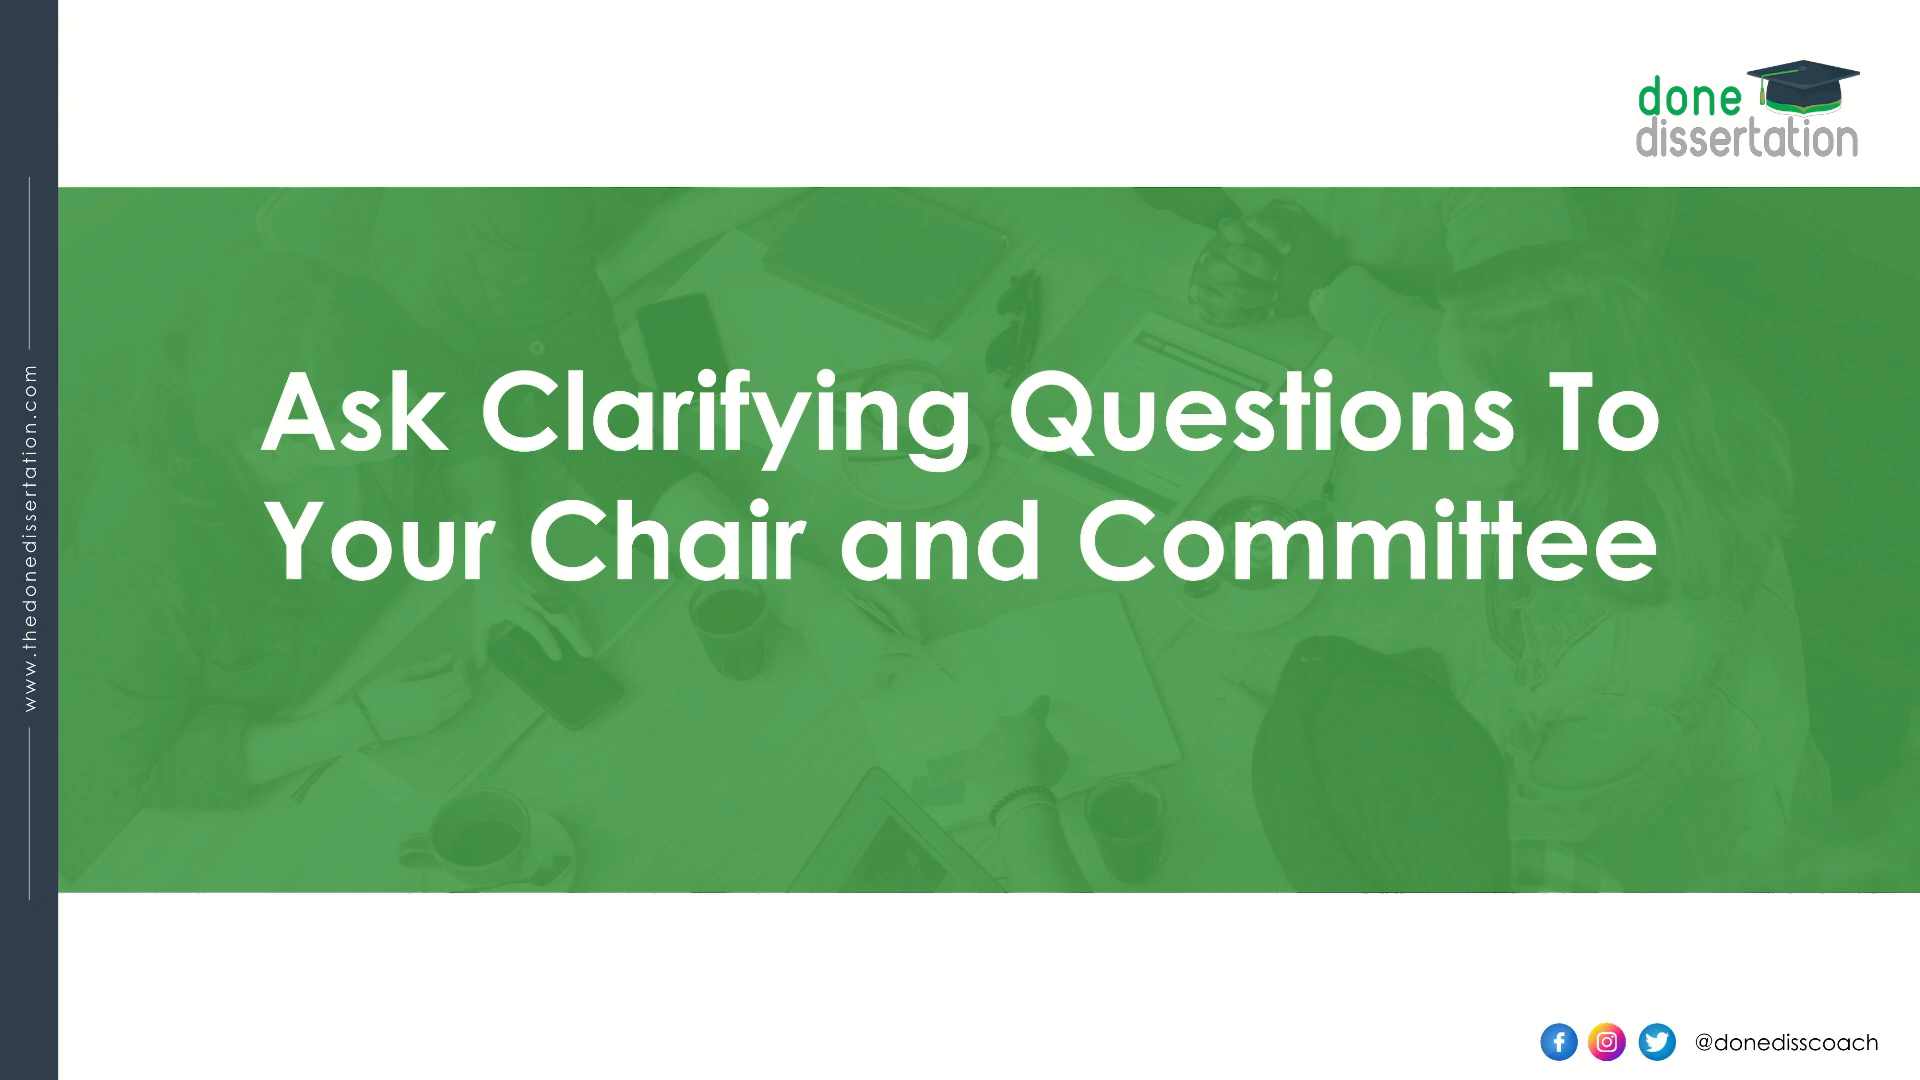 done
dissertation
Ask Clarifying Questions To
Your Chair and Committee
www.thedonedissertation.com
@donedisscoach